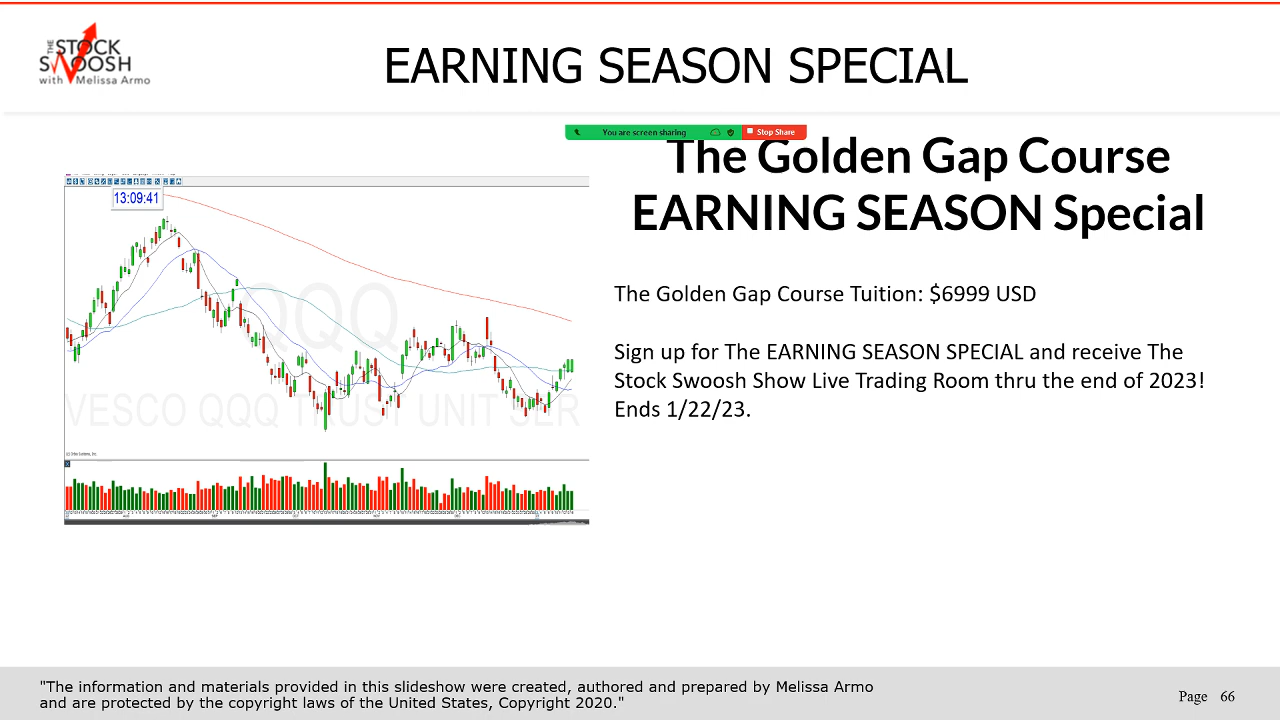 THE
STOCK
SWOOSH
with Melissa Armo
EARNING SEASON SPECIAL
You are screen sharing
Stop Share
The Golden Gap Course
EARNING SEASON Special
13:09:41
QQQ
VESCO QQQ TRUST UNIT SER
The Golden Gap Course Tuition: $6999 USD
Sign up for The EARNING SEASON SPECIAL and receive The
Stock Swoosh Show Live Trading Room thru the end of 2023!
Ends 1/22/23.
"The information and materials provided in this slideshow were created, authored and prepared by Melissa Armo
and are protected by the copyright laws of the United States, Copyright 2020."
Page 66